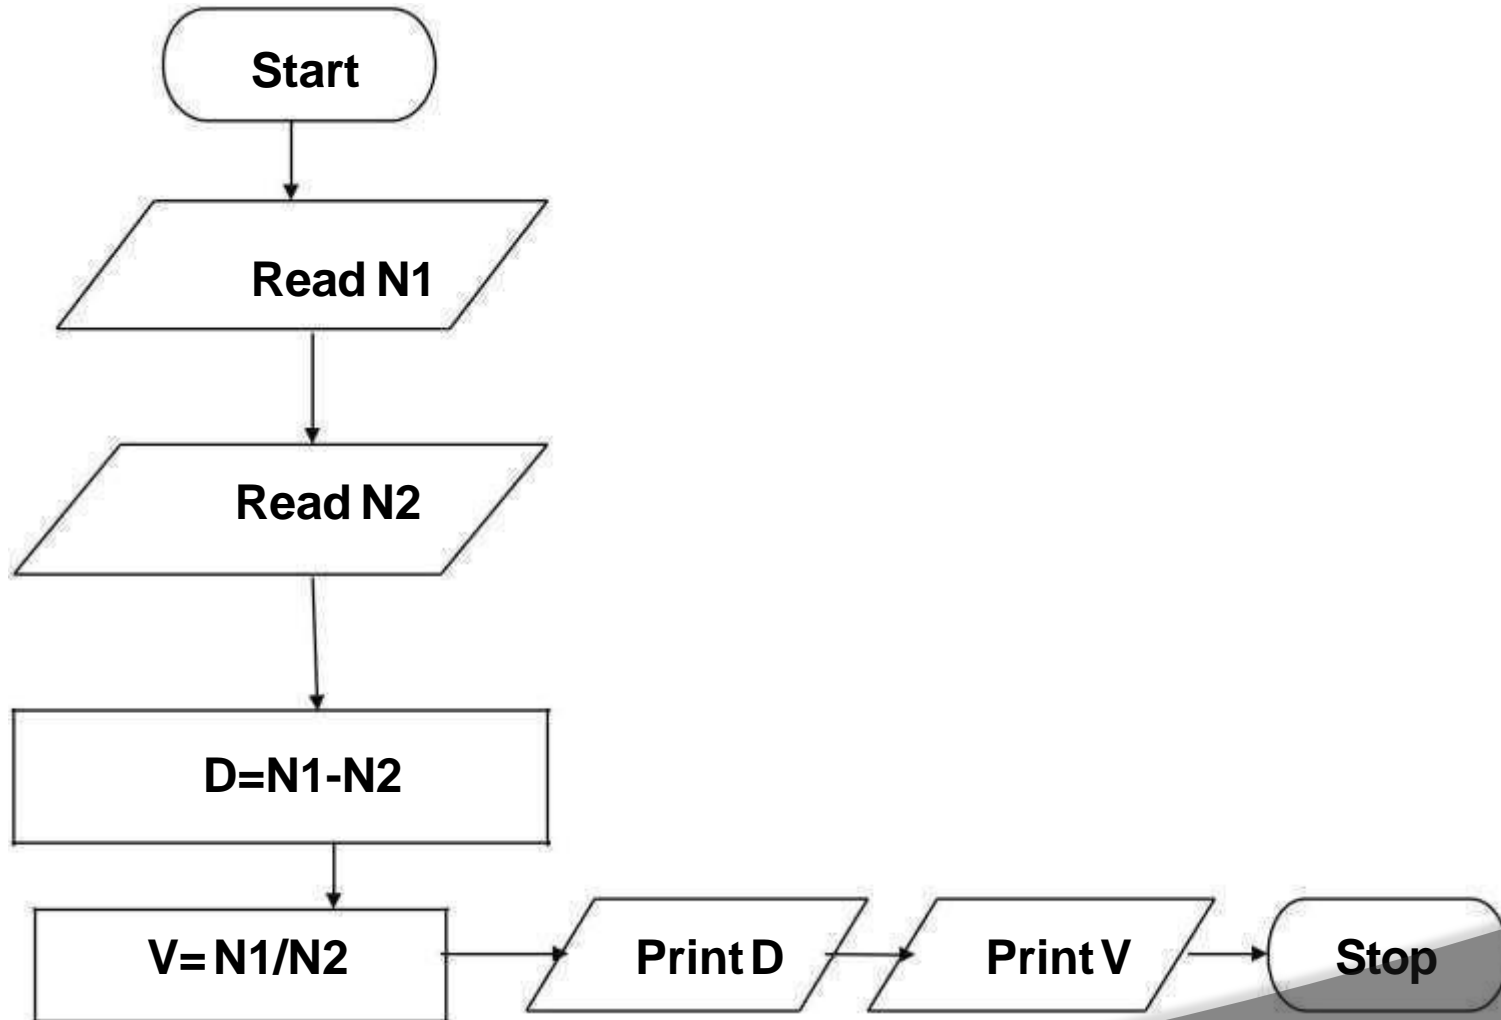 Start
Read N1
Read N2
D=N1-N2
V= N1/N2
Print D
Print V
Stop